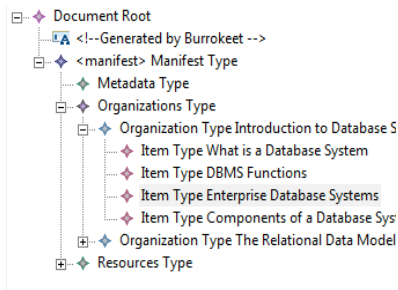 Document Root
<!--Generated by Burrokeet -->
<manifest> Manifest Type
Metadata Type
Organizations Type
Organization Type Introduction to Database S
Item Type What is a Database System
Item Type DBMS Functions
Item Type Enterprise Database Systems
Item Type Components of a Database Sys
Organization Type The Relational Data Model
Resources Type